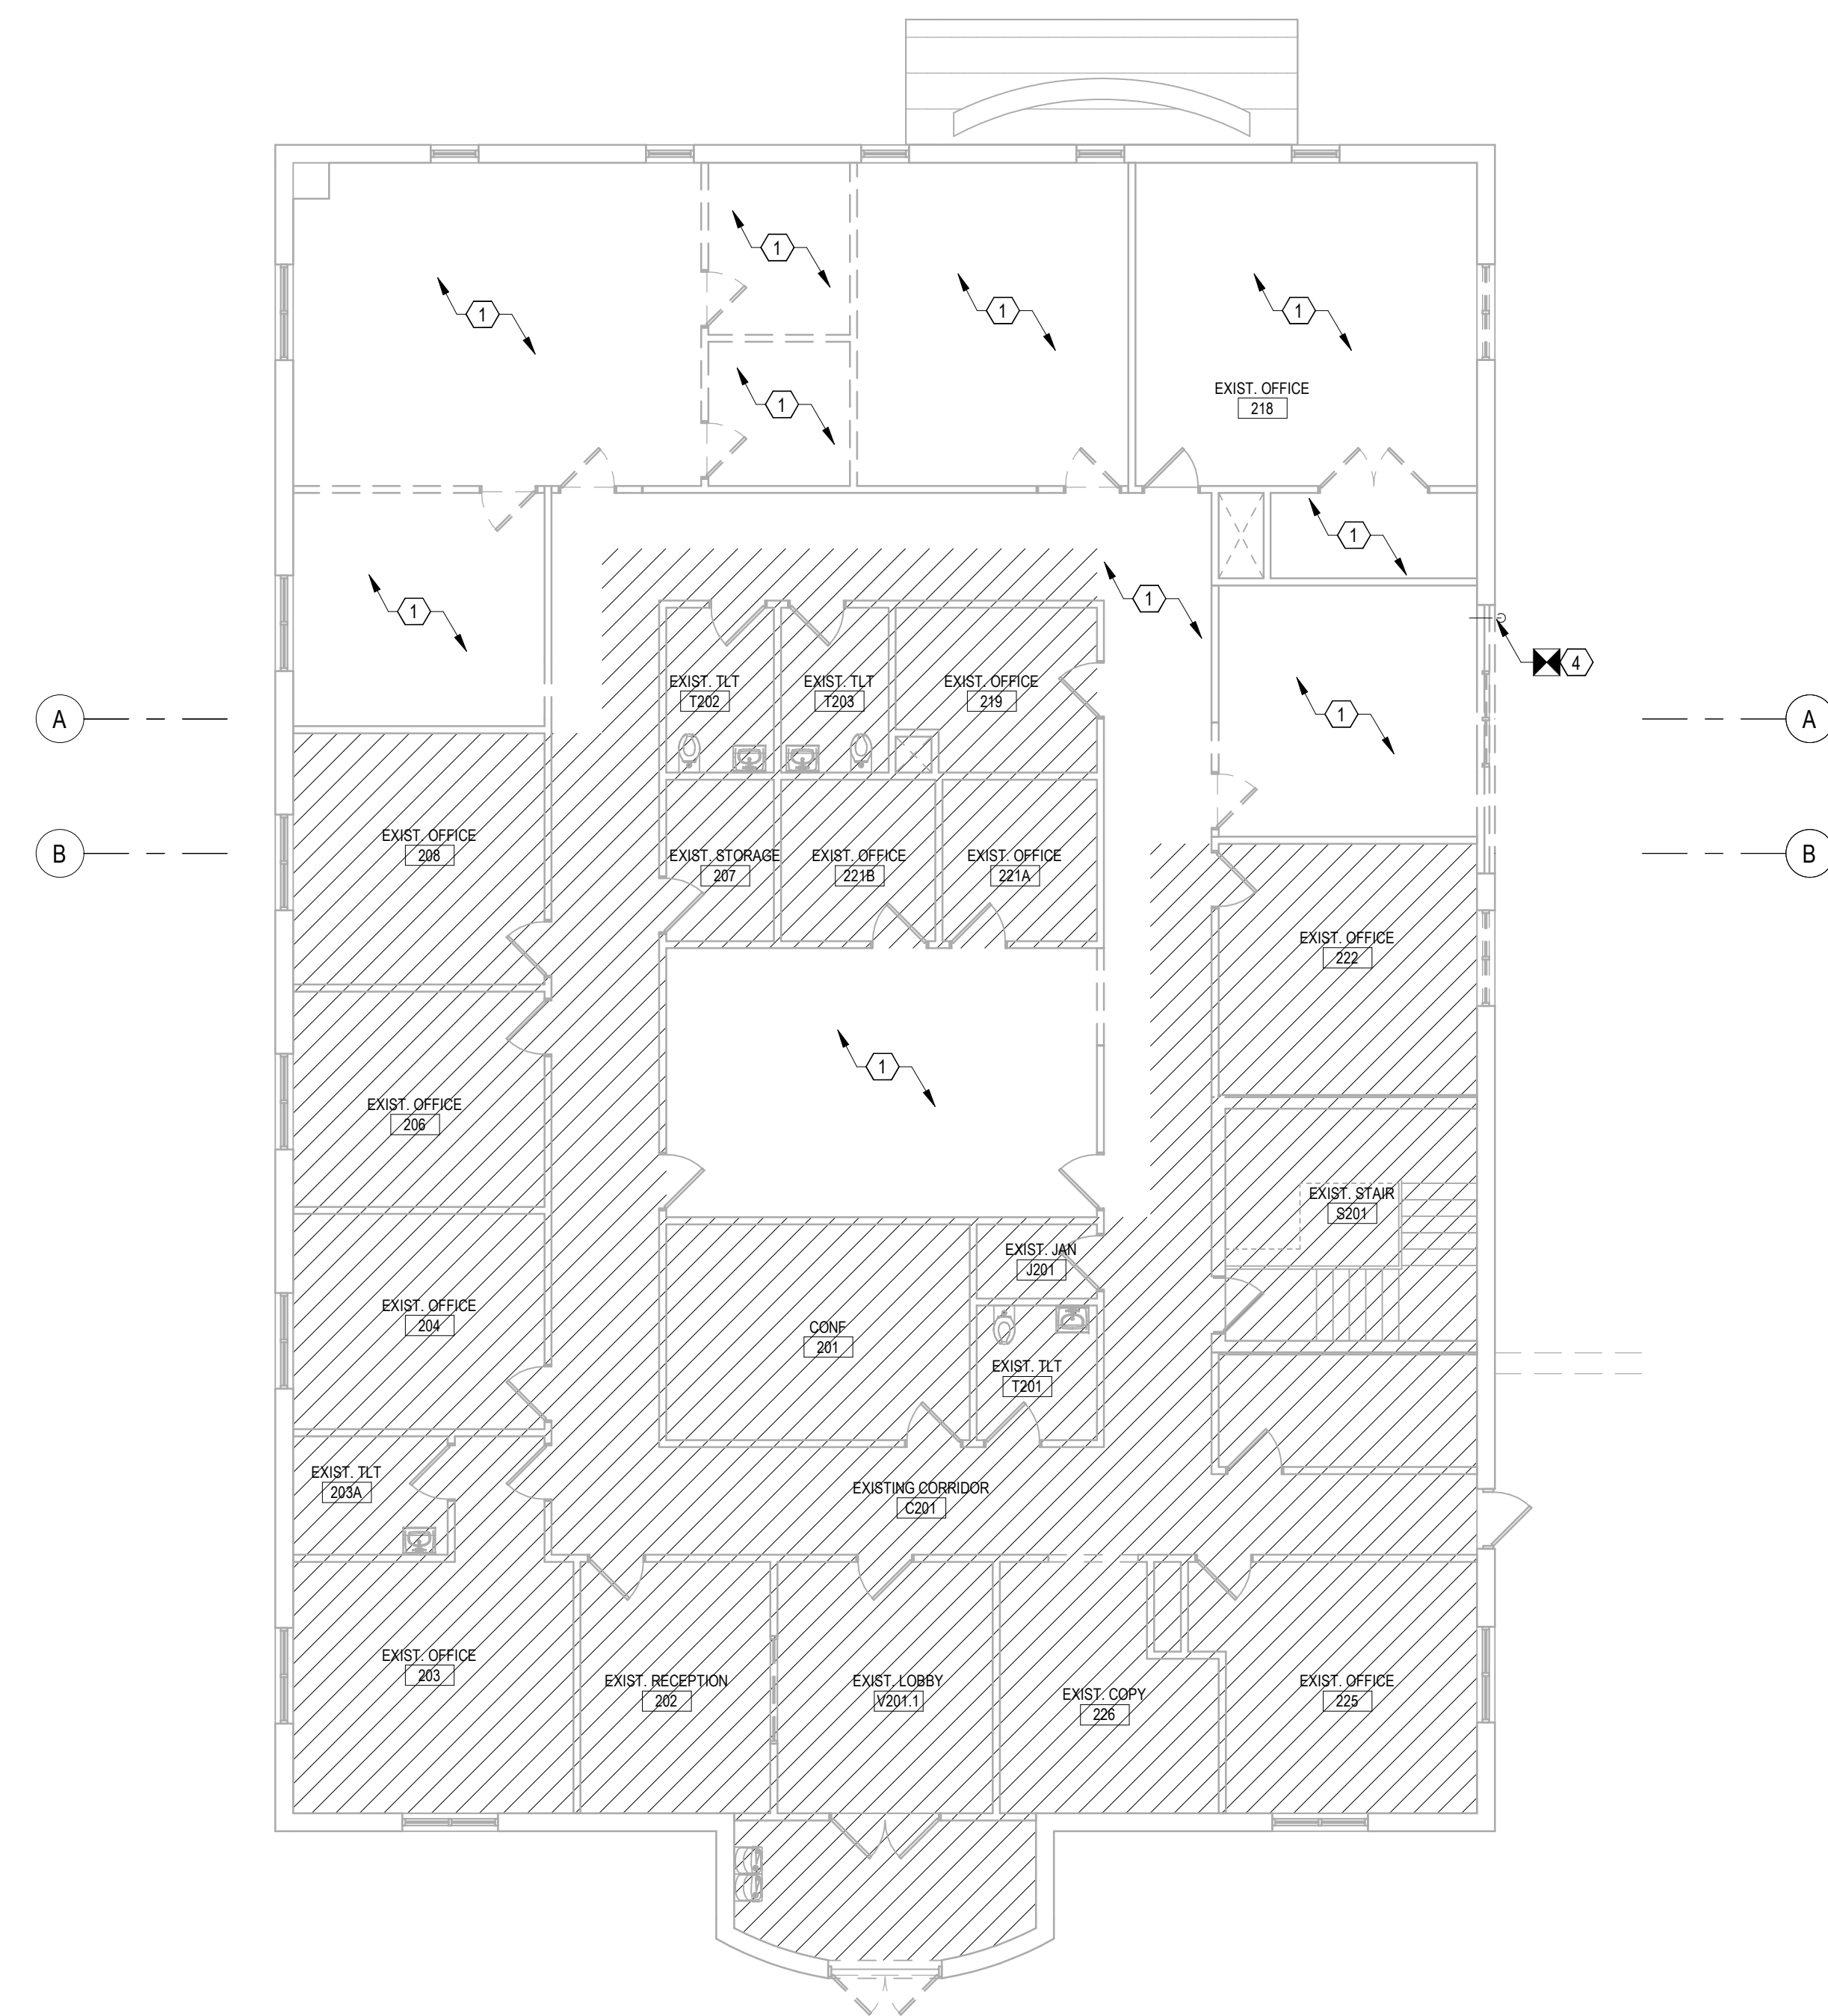 1
1
1
1
EXIST. OFFICE
218
1
1
1
1
4
EXIST. TLT
T202
EXIST. TLT
T203
EXIST. OFFICE
219
1
A
A
EXIST. OFFICE
208
EXIST. STORAGE
207
EXIST. OFFICE
221B
EXIST. OFFICE
221A
B
B
EXIST. OFFICE
222
1
EXIST. OFFICE
206
EXIST. STAIR
S201
EXIST. JAN
J201
EXIST. OFFICE
204
CONF
201
EXIST. TLT
T201
EXIST. TLT
203A
EXISTING CORRIDOR
C201
EXIST. OFFICE
203
EXIST. RECEPTION
202
EXIST. LOBBY
V201.1
EXIST. COPY
226
EXIST. OFFICE
225